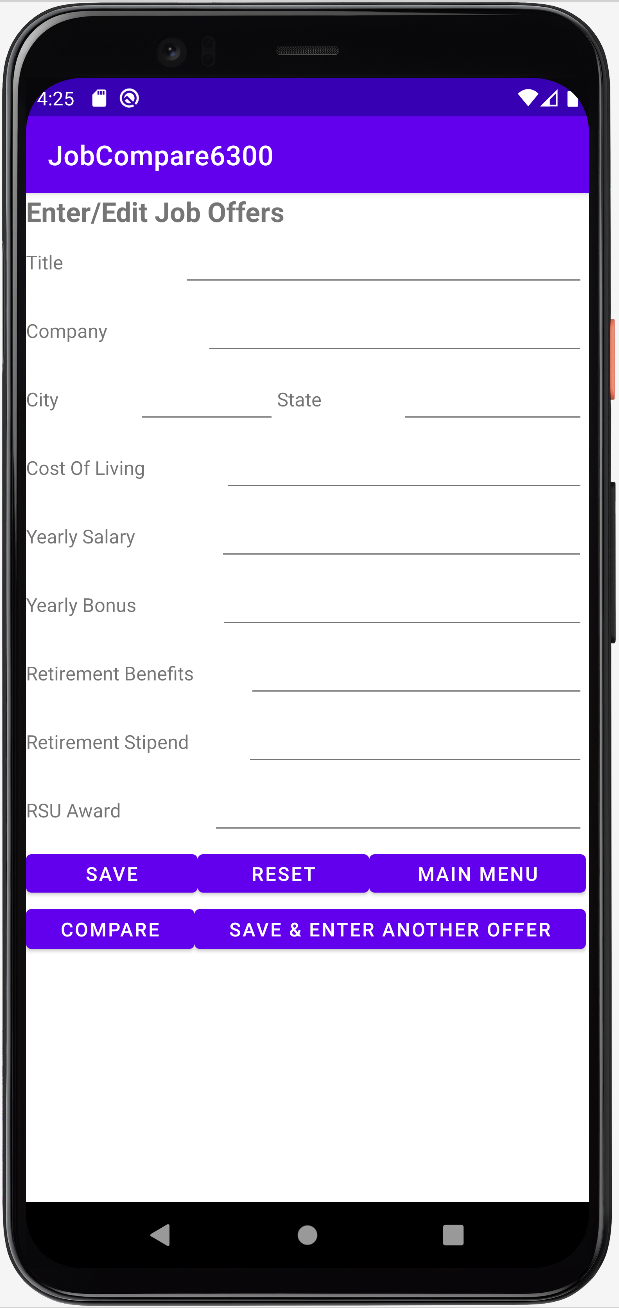 4:25
JobCompare6300
Enter/Edit Job Offers
Title
Company
City State
Cost Of Living
Yearly Salary
Yearly Bonus
Retirement Benefits
Retirement Stipend
RSU Award
SAVE RESET MAIN MENU
COMPARE SAVE & ENTER ANOTHER OFFER